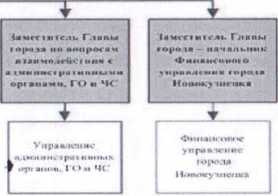 Заместитель Главы
города по вопросам
взаимодействия с
административными
органами, ГО и ЧС
Заместитель Главы
города – начальник
Финансового
управления города
Новокузнецка
Управление
административных
органов, ГО и ЧС
Финансовое
управление
города
Новокузнецка